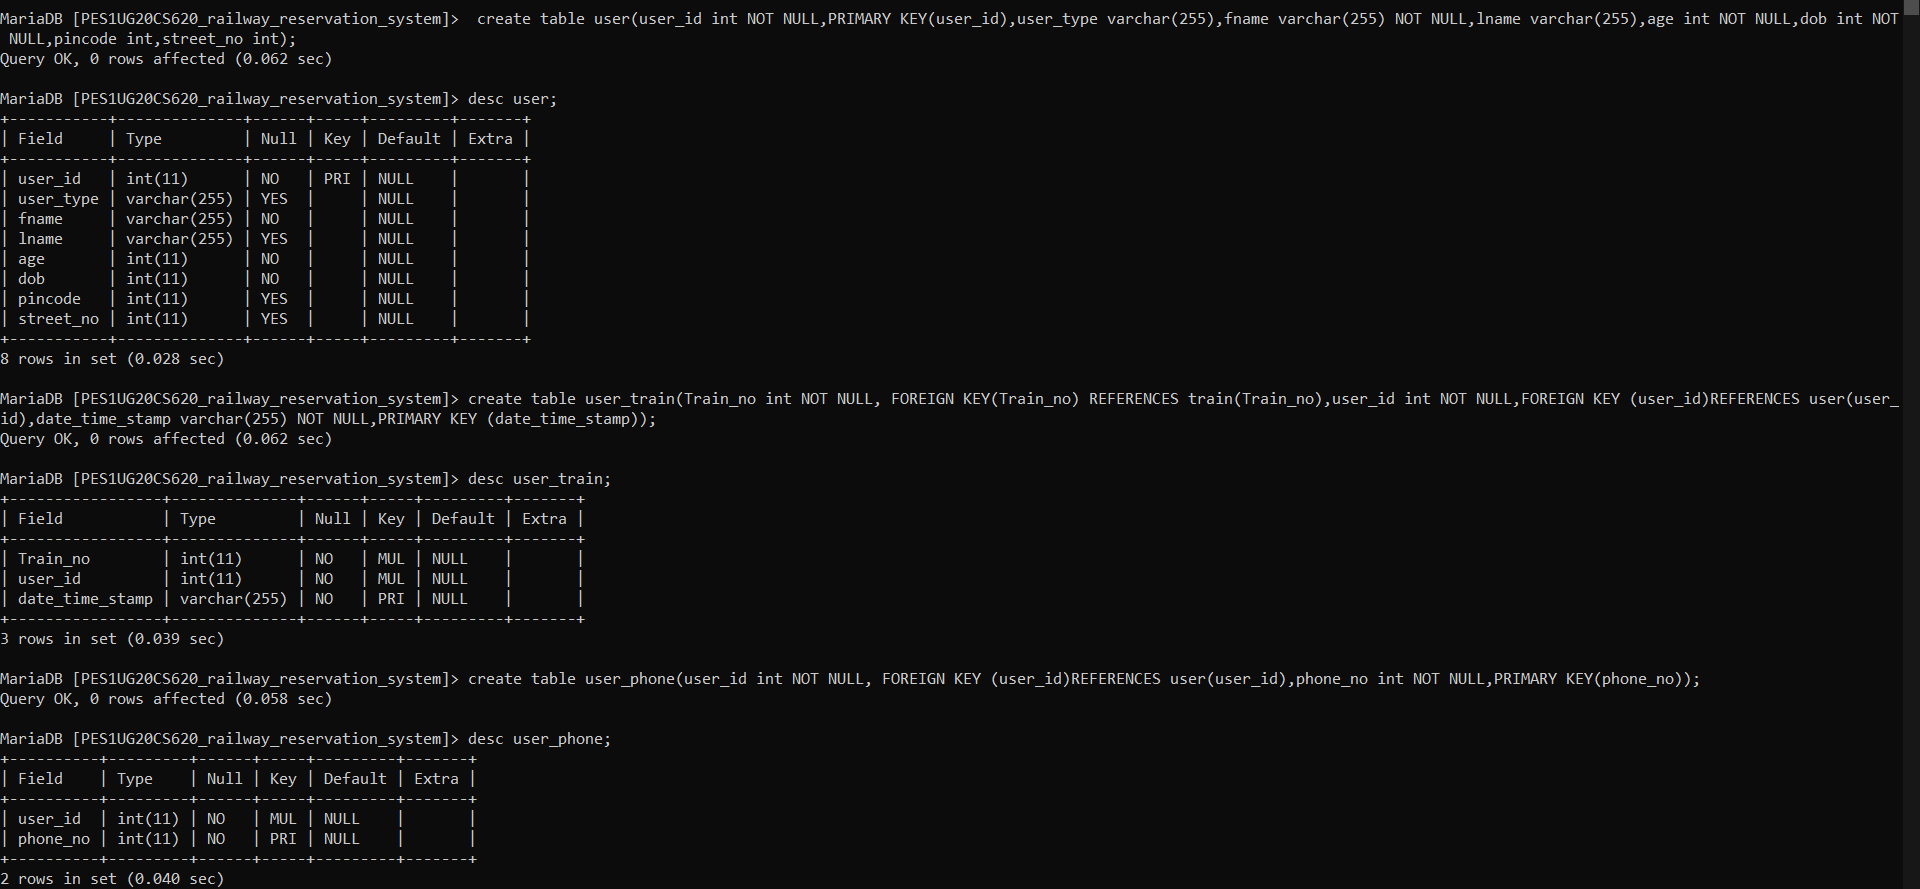 MariaDB [PES1UG20CS620_railway_reservation_system]>  create table user(user_id int NOT NULL,PRIMARY KEY(user_id),user_type varchar(255),fname varchar(255) NOT NULL,lname varchar(255),age int NOT NULL,dob int NOT
 NULL,pincode int,street_no int);
Query OK, 0 rows affected (0.062 sec)

MariaDB [PES1UG20CS620_railway_reservation_system]> desc user;
+-----------+--------------+------+-----+---------+-------+
| Field     | Type         | Null | Key | Default | Extra |
+-----------+--------------+------+-----+---------+-------+
| user_id   | int(11)      | NO   | PRI | NULL    |       |
| user_type | varchar(255) | YES  |     | NULL    |       |
| fname     | varchar(255) | NO   |     | NULL    |       |
| lname     | varchar(255) | YES  |     | NULL    |       |
| age       | int(11)      | NO   |     | NULL    |       |
| dob       | int(11)      | NO   |     | NULL    |       |
| pincode   | int(11)      | YES  |     | NULL    |       |
| street_no | int(11)      | YES  |     | NULL    |       |
+-----------+--------------+------+-----+---------+-------+
8 rows in set (0.028 sec)

MariaDB [PES1UG20CS620_railway_reservation_system]> create table user_train(Train_no int NOT NULL, FOREIGN KEY(Train_no) REFERENCES train(Train_no),user_id int NOT NULL,FOREIGN KEY (user_id)REFERENCES user(user_
id),date_time_stamp varchar(255) NOT NULL,PRIMARY KEY (date_time_stamp));
Query OK, 0 rows affected (0.062 sec)

MariaDB [PES1UG20CS620_railway_reservation_system]> desc user_train;
+-----------------+--------------+------+-----+---------+-------+
| Field           | Type         | Null | Key | Default | Extra |
+-----------------+--------------+------+-----+---------+-------+
| Train_no        | int(11)      | NO   | MUL | NULL    |       |
| user_id         | int(11)      | NO   | MUL | NULL    |       |
| date_time_stamp | varchar(255) | NO   | PRI | NULL    |       |
+-----------------+--------------+------+-----+---------+-------+
3 rows in set (0.039 sec)

MariaDB [PES1UG20CS620_railway_reservation_system]> create table user_phone(user_id int NOT NULL, FOREIGN KEY (user_id)REFERENCES user(user_id),phone_no int NOT NULL,PRIMARY KEY(phone_no));
Query OK, 0 rows affected (0.058 sec)

MariaDB [PES1UG20CS620_railway_reservation_system]> desc user_phone;
+----------+---------+------+-----+---------+-------+
| Field    | Type    | Null | Key | Default | Extra |
+----------+---------+------+-----+---------+-------+
| user_id  | int(11) | NO   | MUL | NULL    |       |
| phone_no | int(11) | NO   | PRI | NULL    |       |
+----------+---------+------+-----+---------+-------+
2 rows in set (0.040 sec)